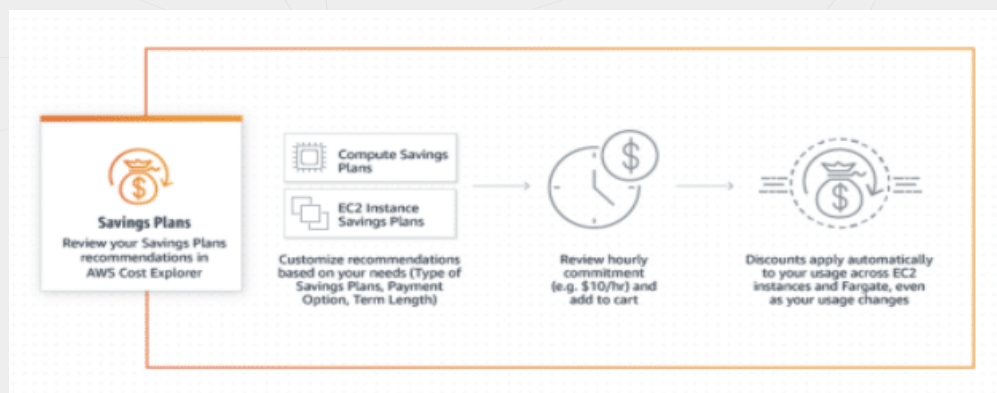 Savings Plans
Review your Savings Plans
recommendations in
AWS Cost Explorer
Compute Savings
Plans
EC2 Instance
Savings Plans
Customize recommendations
based on your needs (Type of
Savings Plans, Payment
Option, Term Length)
$
Review hourly
commitment
(e.g. $10/hr) and
add to cart
$
Discounts apply automatically
to your usage across EC2
instances and Fargate, even
as your usage changes
$